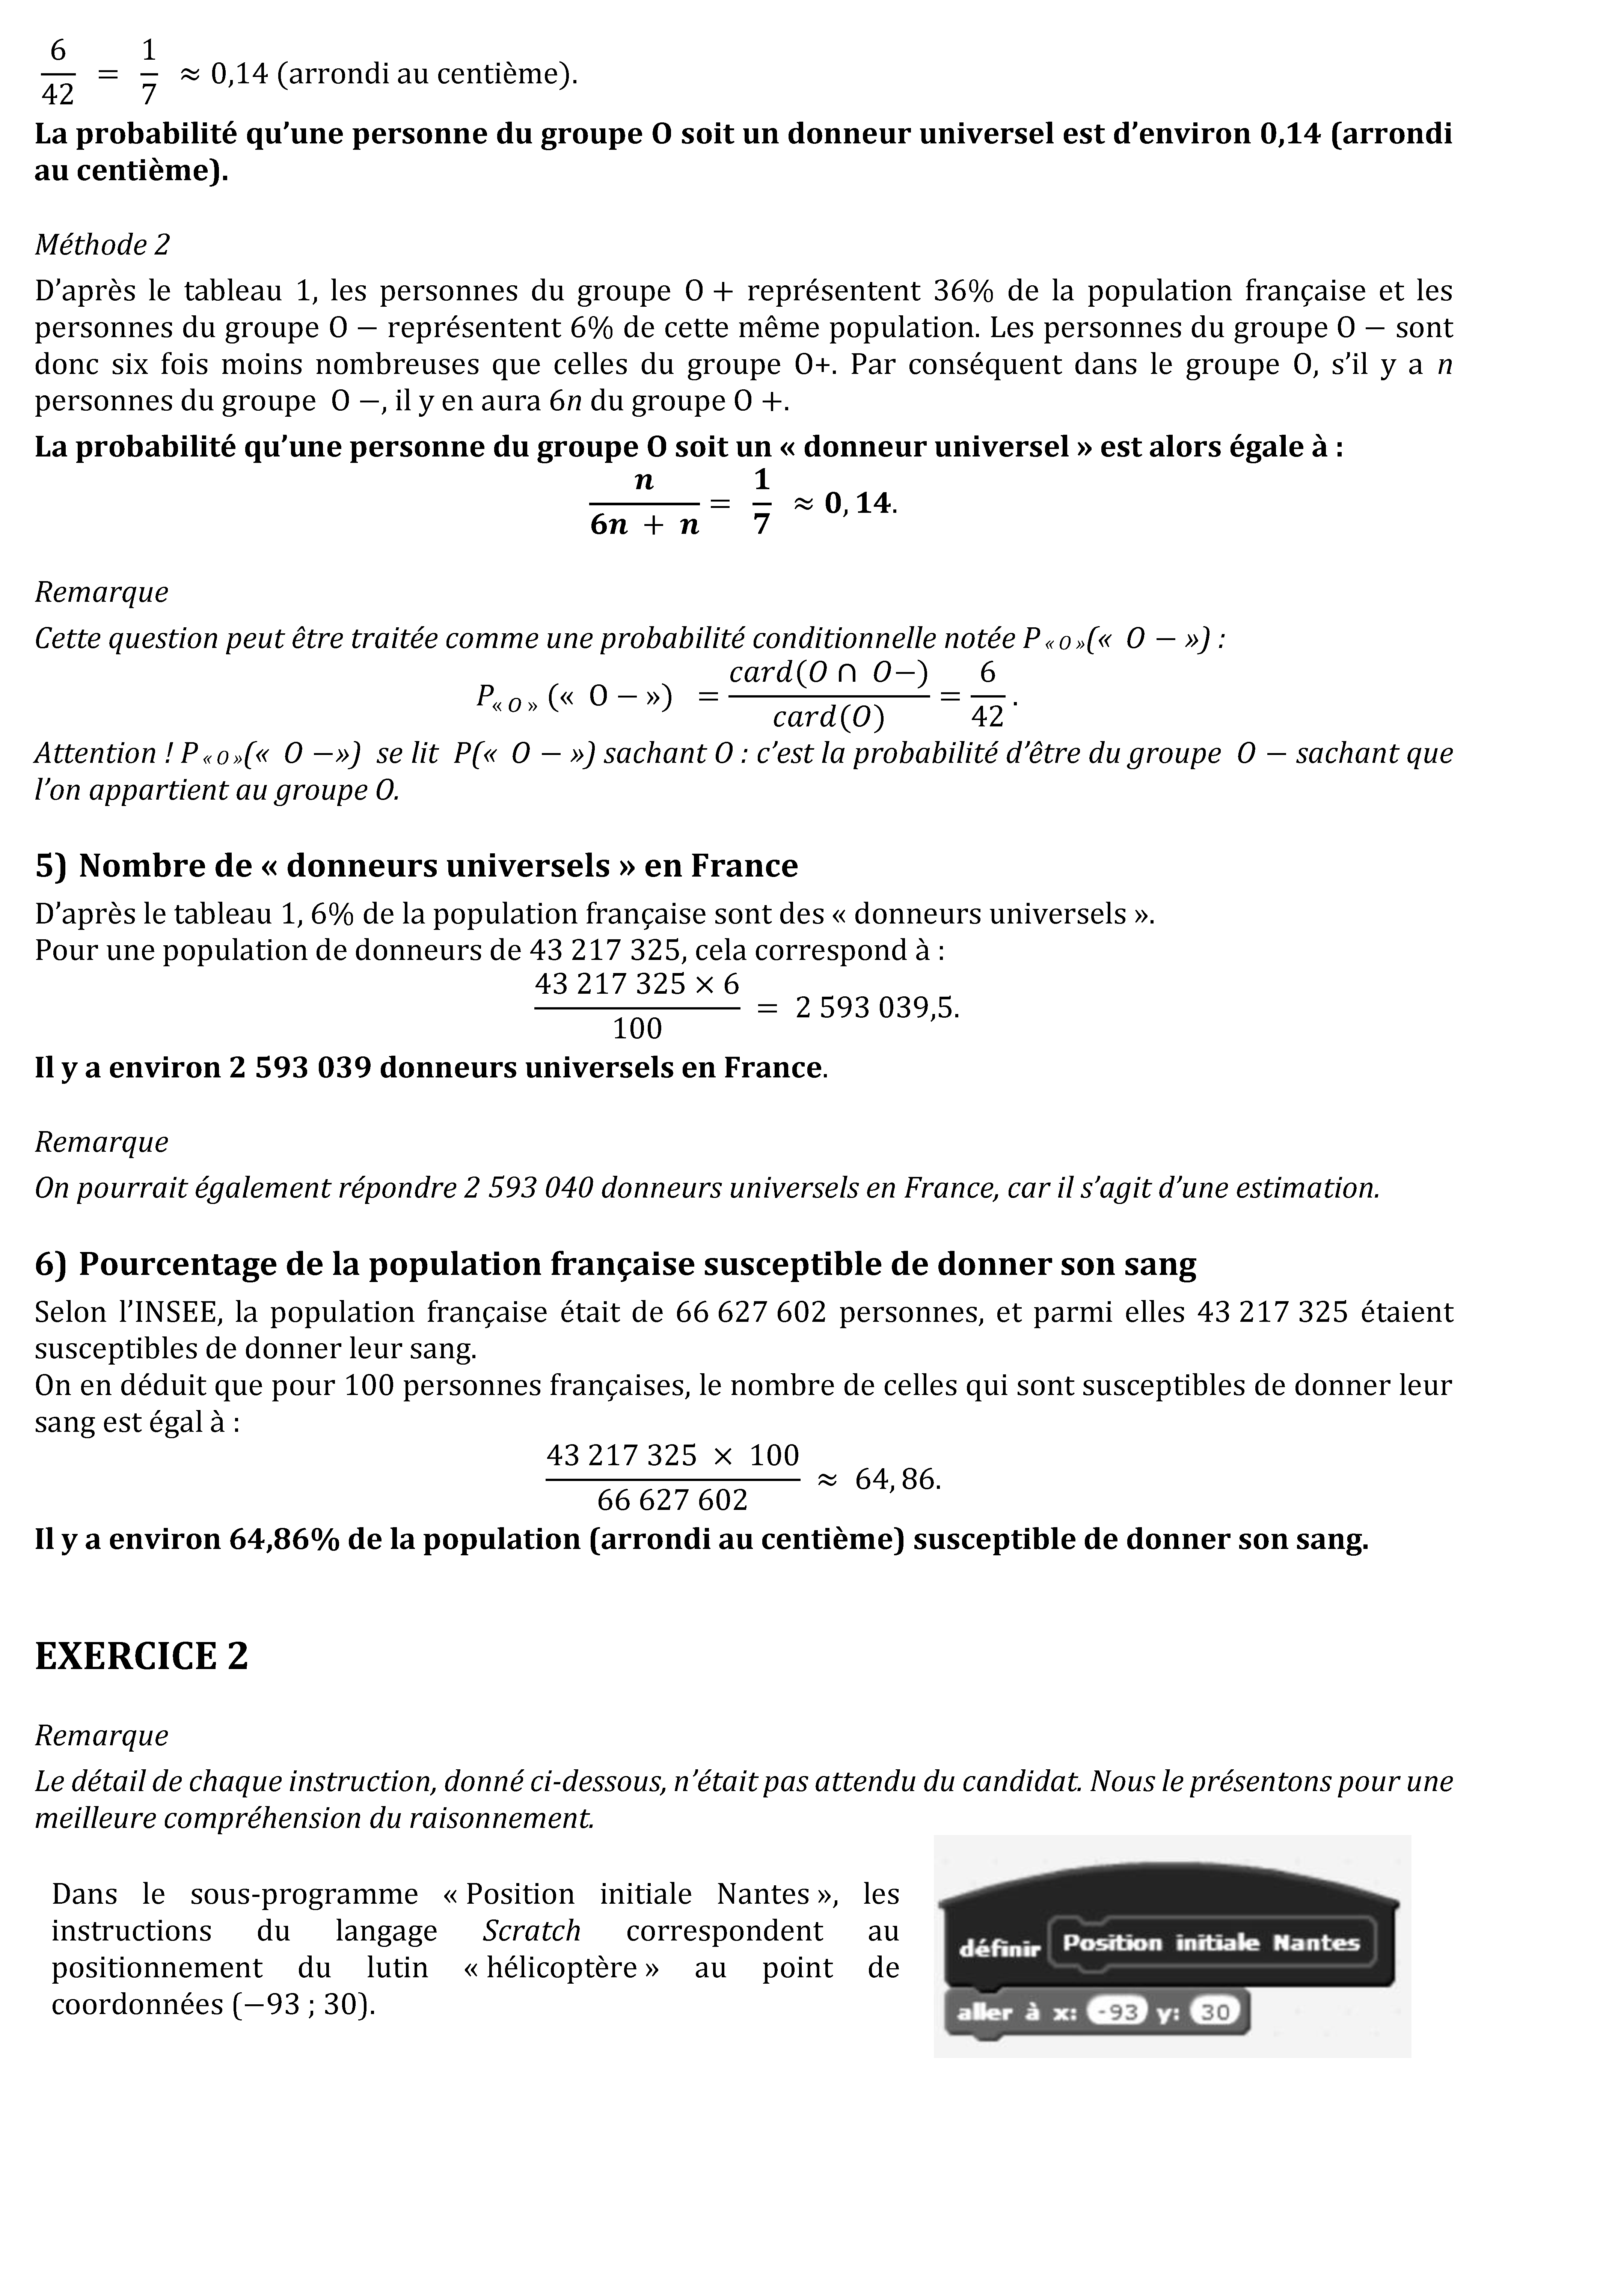 6/42 = 1/7 ≈ 0,14 (arrondi au centième).
La probabilité qu’une personne du groupe O soit un donneur universel est d’environ 0,14 (arrondi
au centième).
Méthode 2
D’après le tableau 1, les personnes du groupe O + représentent 36% de la population française et les
personnes du groupe O − représentent 6% de cette même population. Les personnes du groupe O − sont
donc six fois moins nombreuses que celles du groupe O+. Par conséquent dans le groupe O, s’il y a n
personnes du groupe O −, il y en aura 6n du groupe O +.
La probabilité qu’une personne du groupe O soit un « donneur universel » est alors égale à :
n/(6n + n) = 1/7 ≈ 0, 14.
Remarque
Cette question peut être traitée comme une probabilité conditionnelle notée P « O »(« O − ») :
P« O » (« O − ») = card(O ∩ O−)/card(O) = 6/42 .
Attention ! P « O »(« O −») se lit P(« O − ») sachant O : c’est la probabilité d’être du groupe O − sachant que
l’on appartient au groupe O.
5) Nombre de « donneurs universels » en France
D’après le tableau 1, 6% de la population française sont des « donneurs universels ».
Pour une population de donneurs de 43 217 325, cela correspond à :
43 217 325 × 6/100 = 2 593 039,5.
Il y a environ 2 593 039 donneurs universels en France.
Remarque
On pourrait également répondre 2 593 040 donneurs universels en France, car il s’agit d’une estimation.
6) Pourcentage de la population française susceptible de donner son sang
Selon l’INSEE, la population française était de 66 627 602 personnes, et parmi elles 43 217 325 étaient
susceptibles de donner leur sang.
On en déduit que pour 100 personnes françaises, le nombre de celles qui sont susceptibles de donner leur
sang est égal à :
43 217 325 × 100/66 627 602 ≈ 64, 86.
Il y a environ 64,86% de la population (arrondi au centième) susceptible de donner son sang.
EXERCICE 2
Remarque
Le détail de chaque instruction, donné ci-dessous, n’était pas attendu du candidat. Nous le présentons pour une
meilleure compréhension du raisonnement.
Dans le sous-programme « Position initiale Nantes », les
instructions du langage Scratch correspondent au
positionnement du lutin « hélicoptère » au point de
coordonnées (−93 ; 30).
définir Position initiale Nantes
aller à x: -93 y: 30